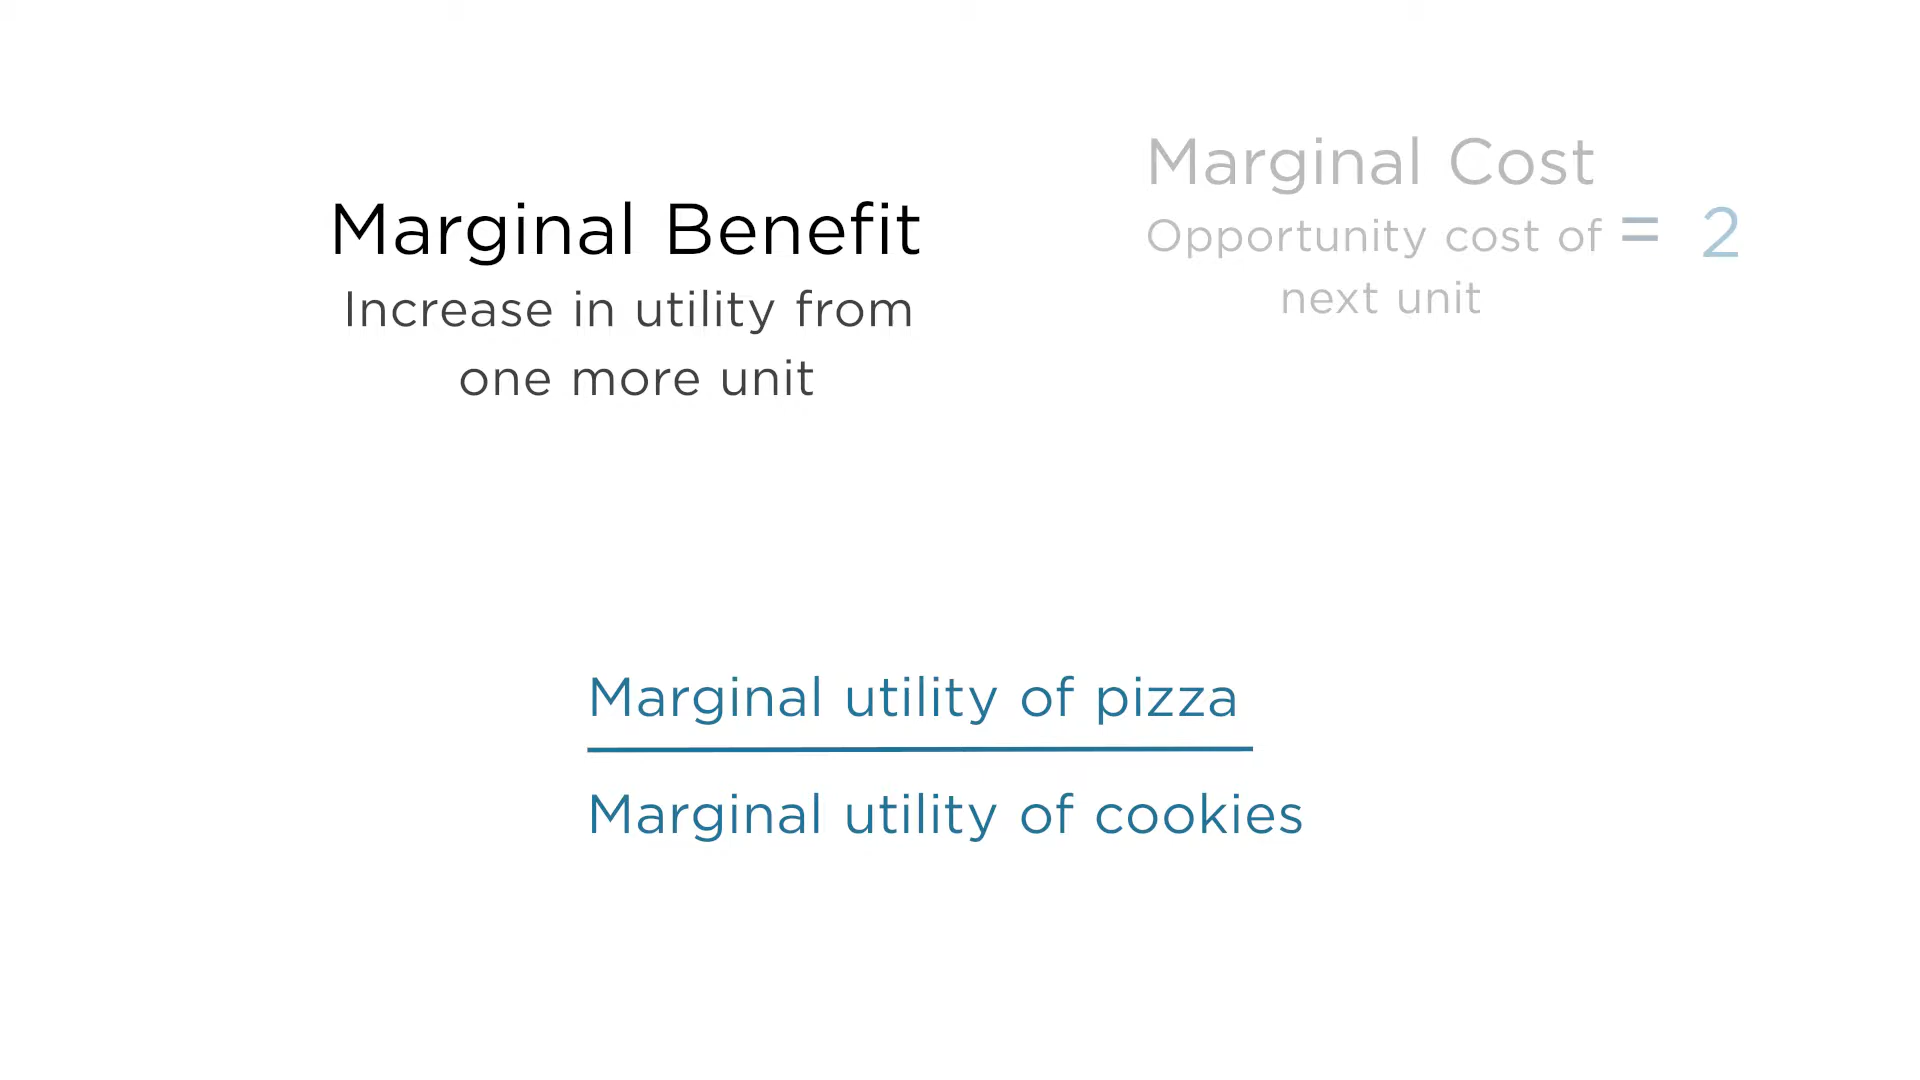 Marginal Benefit
Increase in utility from
one more unit
Marginal Cost
Opportunity cost of
next unit
= 2
Marginal utility of pizza
Marginal utility of cookies